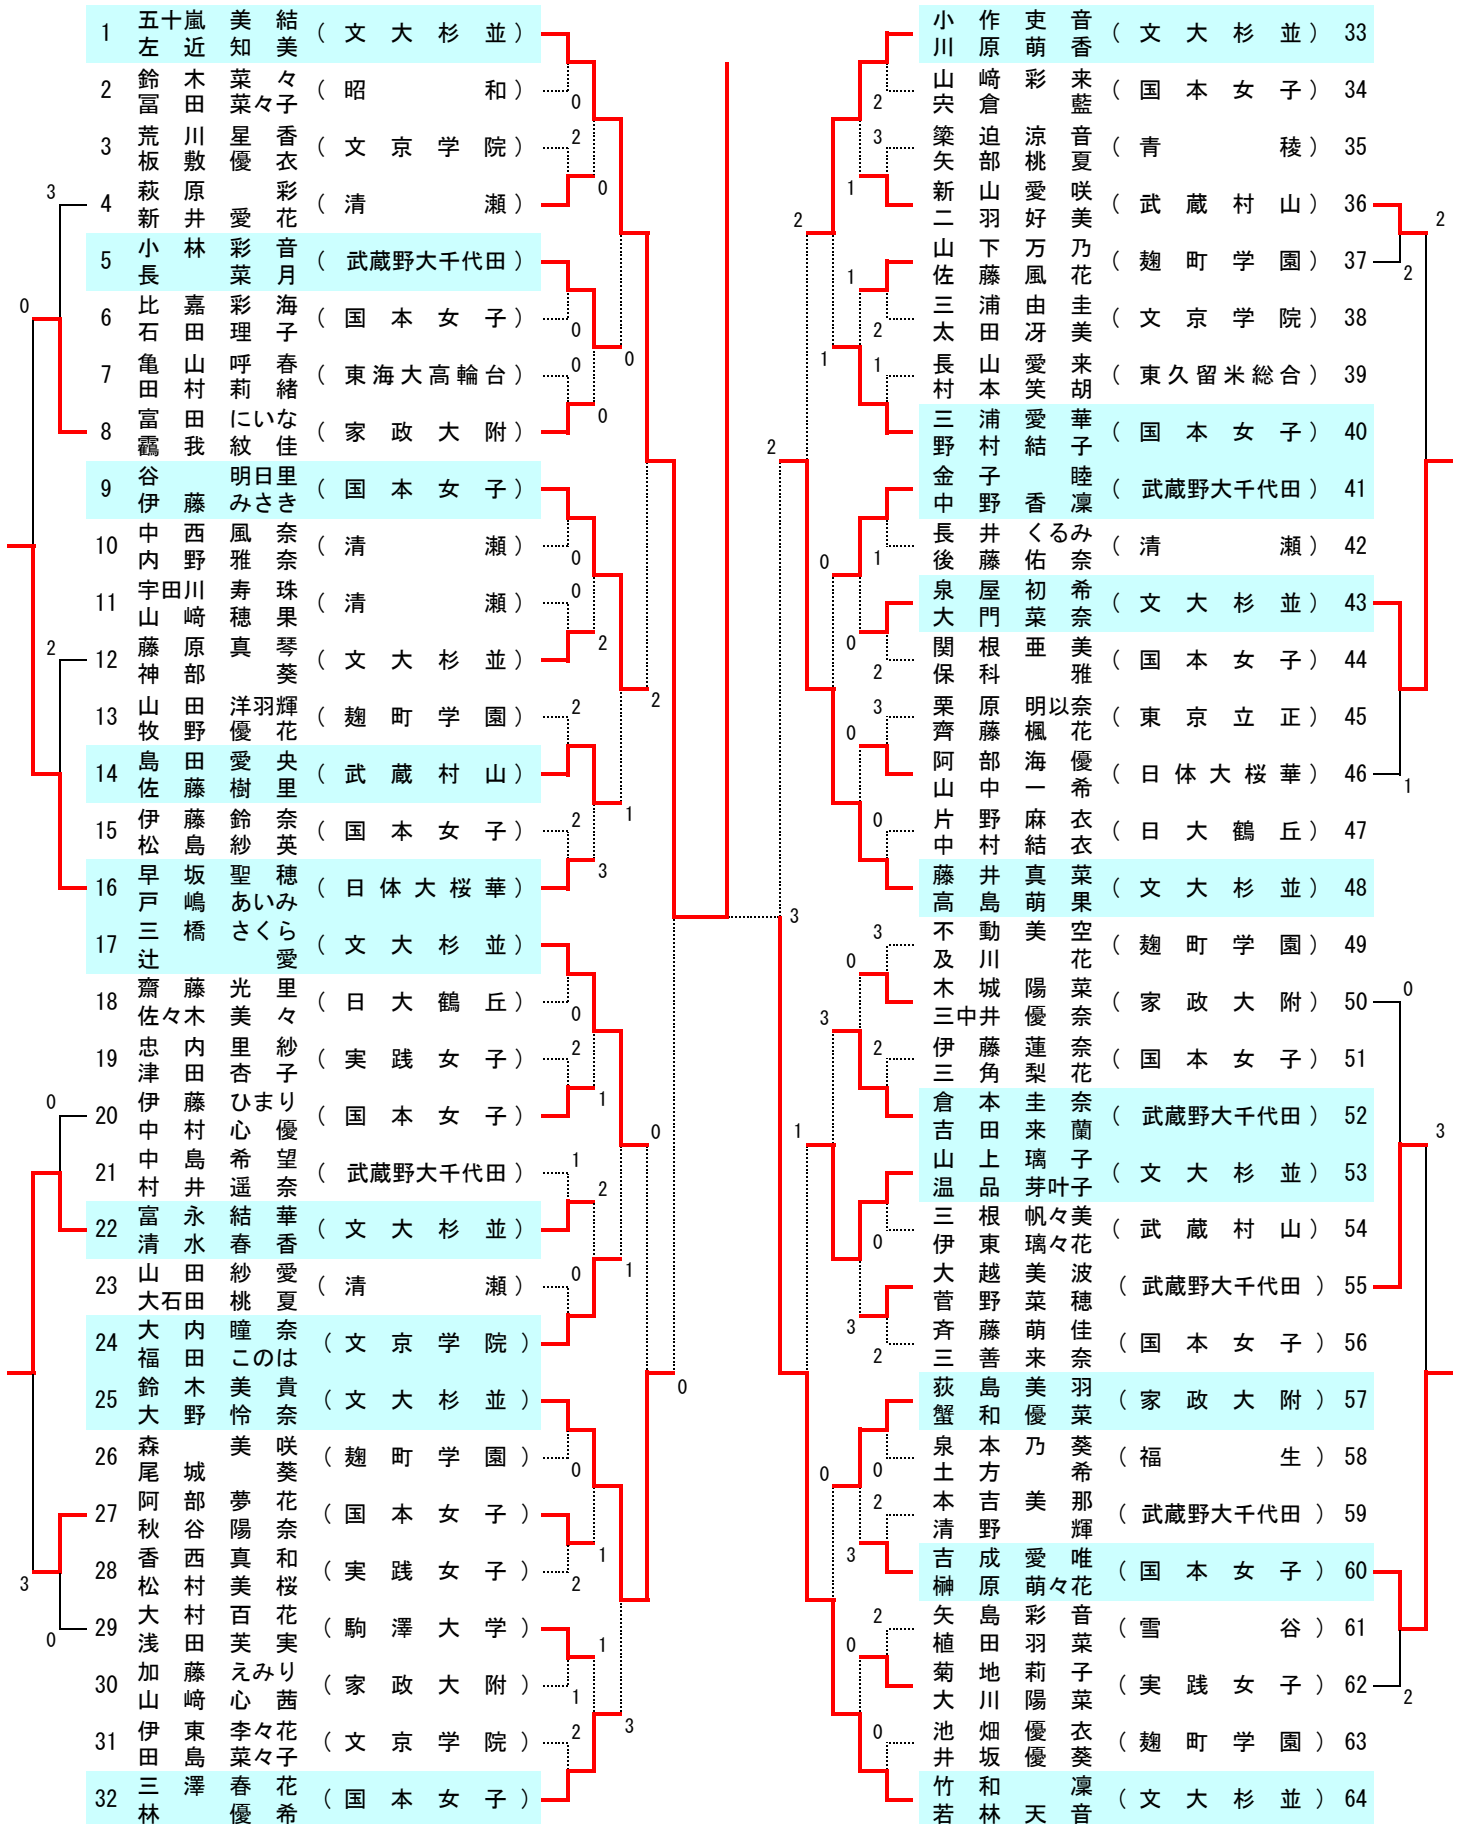 1 五十嵐 美結 左近知美 (文大杉並)
2 鈴木菜々 冨田菜々子 (昭和)
3 荒川星香 板敷優衣 (文京学院)
4 萩原彩 新井愛花 (清瀬)
5 小林彩音 長菜月 (武蔵野大千代田)
6 比嘉彩海 石田理子 (国本女子)
7 亀山呼春 田村莉緒 (東海大高輪台)
8 富田にいな 靍我紋佳 (家政大附)
9 谷明日里 伊藤みさき (国本女子)
10 中西風奈 内野雅奈 (清瀬)
11 宇田川寿珠 山﨑穂果 (清瀬)
12 藤原真琴 神部葵 (文大杉並)
13 山田洋羽輝 牧野優花 (麹町学園)
14 島田愛央 佐藤樹里 (武蔵村山)
15 伊藤鈴奈 松島紗英 (国本女子)
16 早坂聖穂 戸嶋あいみ (日体大桜華)
17 三橋さくら 辻愛 (文大杉並)
18 齋藤光里 佐々木美々 (日大鶴丘)
19 忠内里紗 津田杏子 (実践女子)
20 伊藤ひまり 中村心優 (国本女子)
21 中島希望 村井遥奈 (武蔵野大千代田)
22 富永結華 清水春香 (文大杉並)
23 山田紗愛 大石田桃夏 (清瀬)
24 大内瞳奈 福田このは (文京学院)
25 鈴木美貴 大野怜奈 (文大杉並)
26 森美咲 尾城葵 (麹町学園)
27 阿部夢花 秋谷陽奈 (国本女子)
28 香西真和 松村美桜 (実践女子)
29 大村百花 浅田芙実 (駒澤大学)
30 加藤えみり 山﨑心茜 (家政大附)
31 伊東李々花 田島菜々子 (文京学院)
32 三澤春花 林優希 (国本女子)
小作吏音 川原萌香 (文大杉並) 33
山﨑彩来 宍倉藍 (国本女子) 34
簗迫涼音 矢部桃夏 (青稜) 35
新山愛咲 二羽好美 (武蔵村山) 36
山下万乃 佐藤風花 (麹町学園) 37
三浦由圭 太田冴美 (文京学院) 38
長山愛来 村本笑胡 (東久留米総合) 39
三浦愛華 野村結子 (国本女子) 40
金子睦 中野香凜 (武蔵野大千代田) 41
長井くるみ 後藤佑奈 (清瀬) 42
泉屋初希 大門菜奈 (文大杉並) 43
関根亜美 保科雅 (国本女子) 44
栗原明以奈 齊藤楓花 (東京立正) 45
阿部海優 山中一希 (日体大桜華) 46
片野麻衣 中村結衣 (日大鶴丘) 47
藤井真菜 高島萌果 (文大杉並) 48
不動美空 及川花 (麹町学園) 49
木城陽菜 三中井優奈 (家政大附) 50
伊藤蓮奈 三角梨花 (国本女子) 51
倉本圭奈 吉田来蘭 (武蔵野大千代田) 52
山上璃子 温品芽叶子 (文大杉並) 53
三根帆々美 伊東璃々花 (武蔵村山) 54
大越美波 菅野菜穂 (武蔵野大千代田) 55
斉藤萌佳 三善来奈 (国本女子) 56
荻島美羽 蟹和優菜 (家政大附) 57
泉本乃葵 土方希 (福生) 58
本吉美那 清野輝 (武蔵野大千代田) 59
吉成愛唯 榊原萌々花 (国本女子) 60
矢島彩音 植田羽菜 (雪谷) 61
菊地莉子 大川陽菜 (実践女子) 62
池畑優衣 井坂優葵 (麹町学園) 63
竹和凜 若林天音 (文大杉並) 64